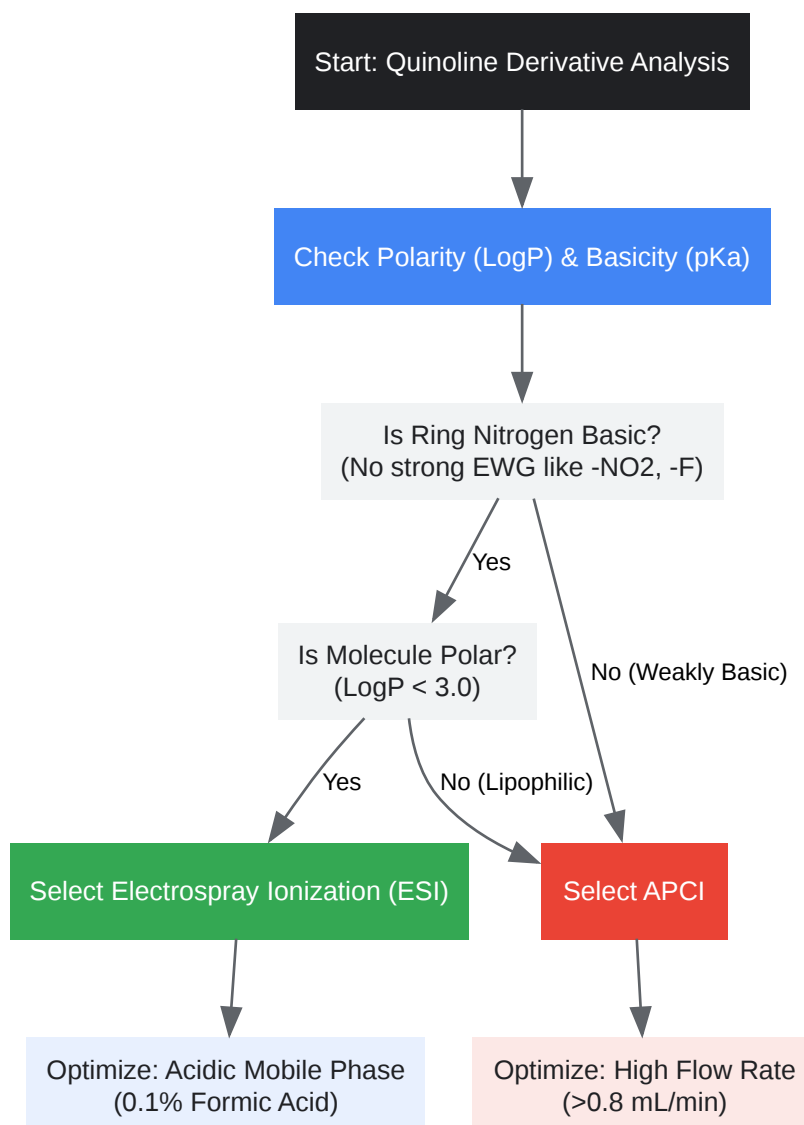 Start: Quinoline Derivative Analysis
Check Polarity (LogP) & Basicity (pKa)
Is Ring Nitrogen Basic?
(No strong EWG like -NO2, -F)
Yes
Is Molecule Polar?
(LogP < 3.0)
No (Weakly Basic)
Yes
No (Lipophilic)
Select Electrospray Ionization (ESI)
Select APCI
Optimize: Acidic Mobile Phase
(0.1% Formic Acid)
Optimize: High Flow Rate
(>0.8 mL/min)